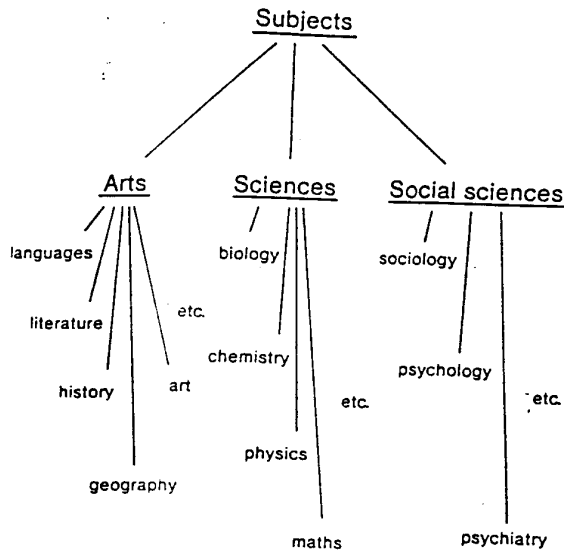 Subjects
Arts
Sciences
Social sciences
languages
biology
sociology
literature
etc.
chemistry
psychology
history
art
etc.
etc.
physics
geography
maths
psychiatry